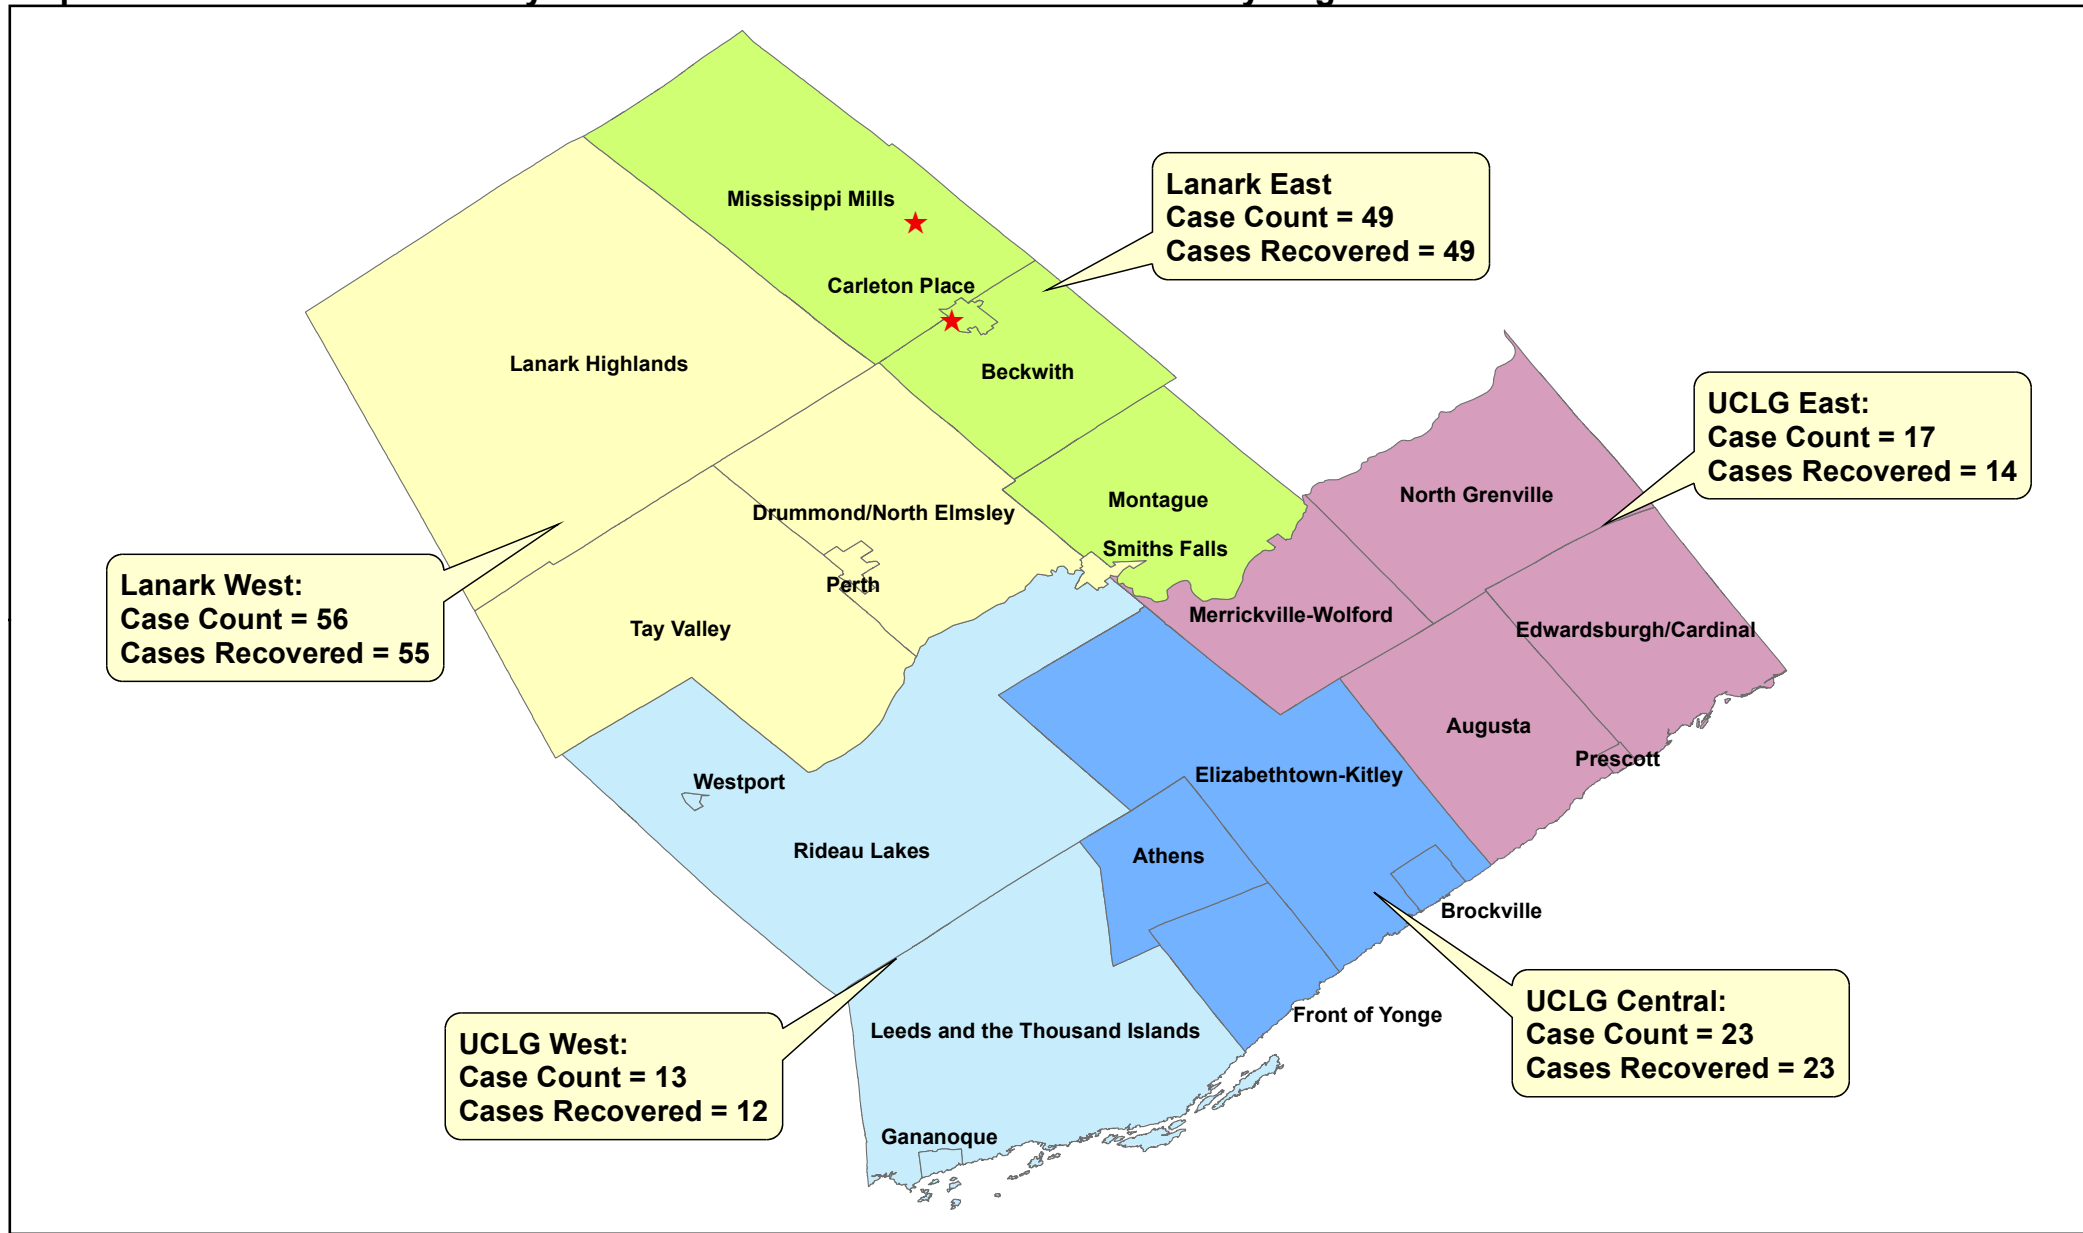 Mississippi Mills
Lanark East
Case Count = 49
Cases Recovered = 49
Carleton Place
Lanark Highlands
Beckwith
UCLG East:
Case Count = 17
Cases Recovered = 14
North Grenville
Montague
Drummond/North Elmsley
Smiths Falls
Lanark West:
Case Count = 56
Cases Recovered = 55
Perth
Merrickville-Wolford
Tay Valley
Edwardsburgh/Cardinal
Augusta
Prescott
Westport
Elizabethtown-Kitley
Rideau Lakes
Athens
Brockville
UCLG Central:
Case Count = 23
Cases Recovered = 23
Front of Yonge
Leeds and the Thousand Islands
UCLG West:
Case Count = 13
Cases Recovered = 12
Gananoque